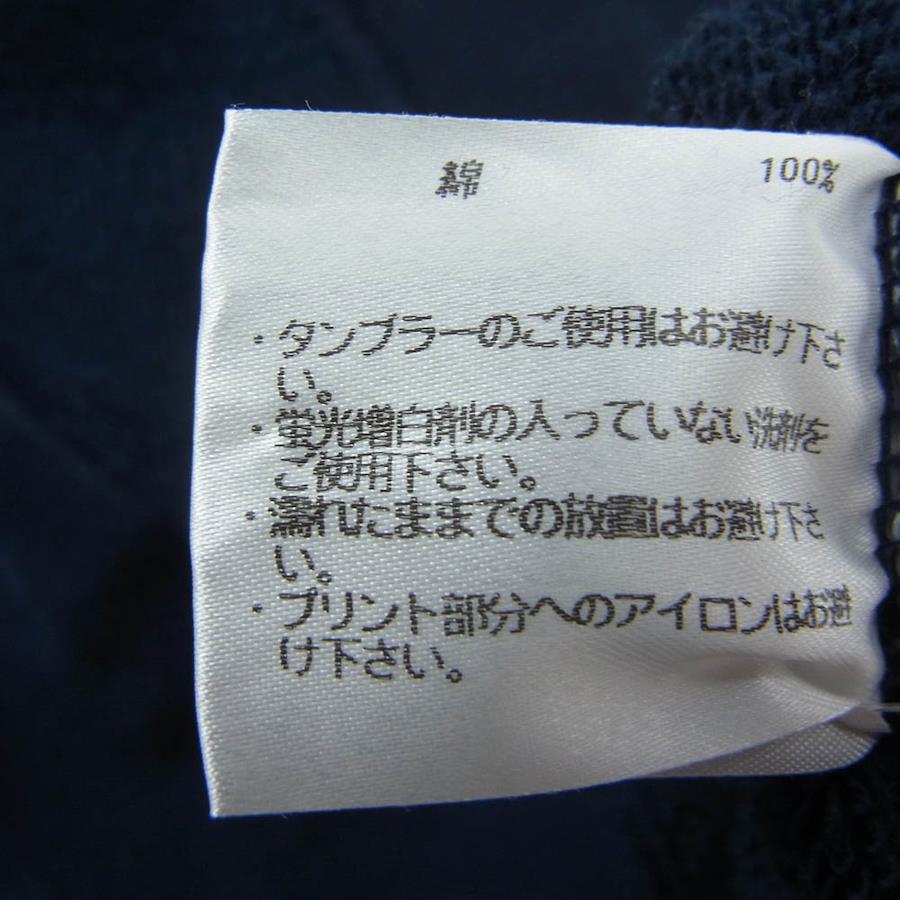 綿 100%
・タンブラーのご使用はお避け下さ
い。
・蛍光増白剤の入っていない洗剤を
ご使用下さい。
・濡れたままでの放置はお避け下さ
い。
・プリント部分へのアイロンはお避
け下さい。